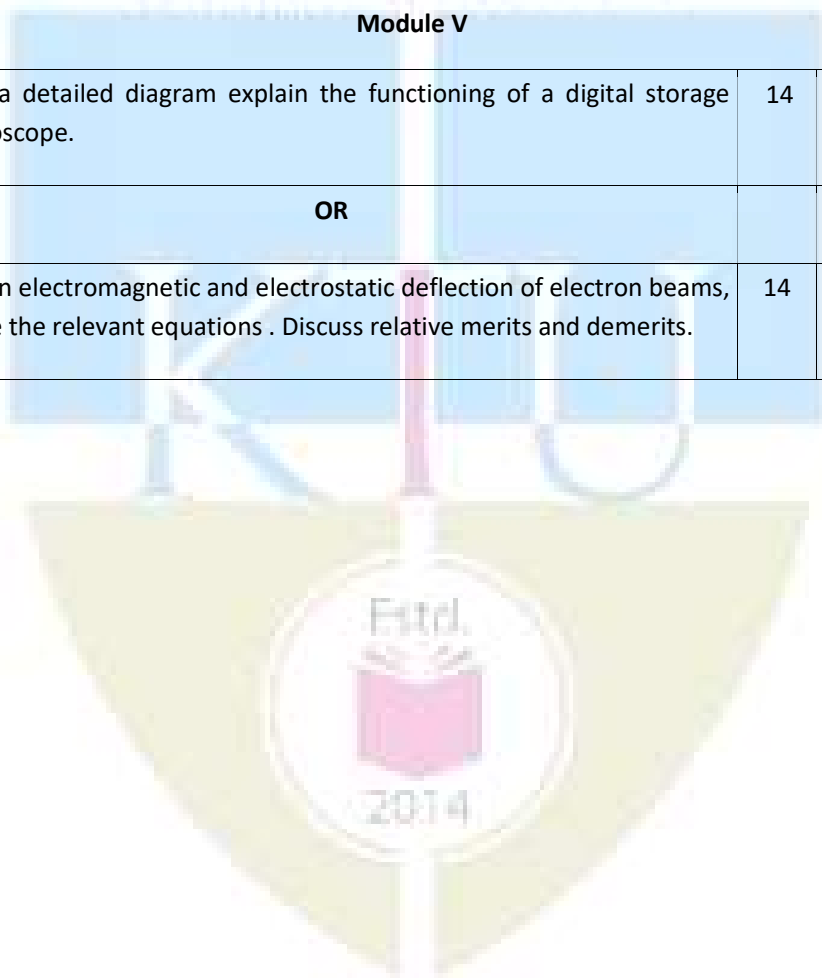 Module V
a detailed diagram explain the functioning of a digital storage 14
oscope.
OR
n electromagnetic and electrostatic deflection of electron beams, 14
e the relevant equations . Discuss relative merits and demerits.
K T U
Estd.
2014